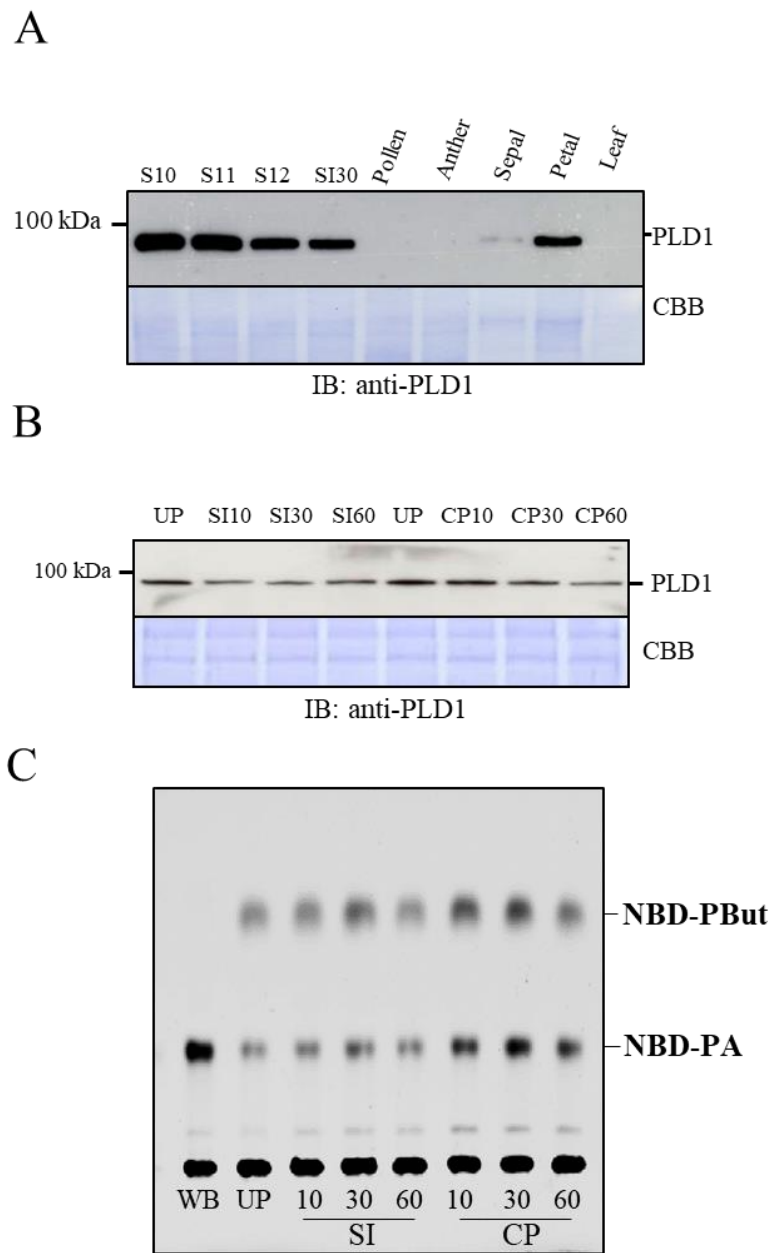 A
S10 S11 S12 SI30 Pollen Anther Sepal Petal Leaf
100 kDa
PLD1
CBB
IB: anti-PLD1
B
UP SI10 SI30 SI60 UP CP10 CP30 CP60
100 kDa
PLD1
CBB
IB: anti-PLD1
C
NBD-PBut
NBD-PA
WB UP 10 30 60 10 30 60
SI CP